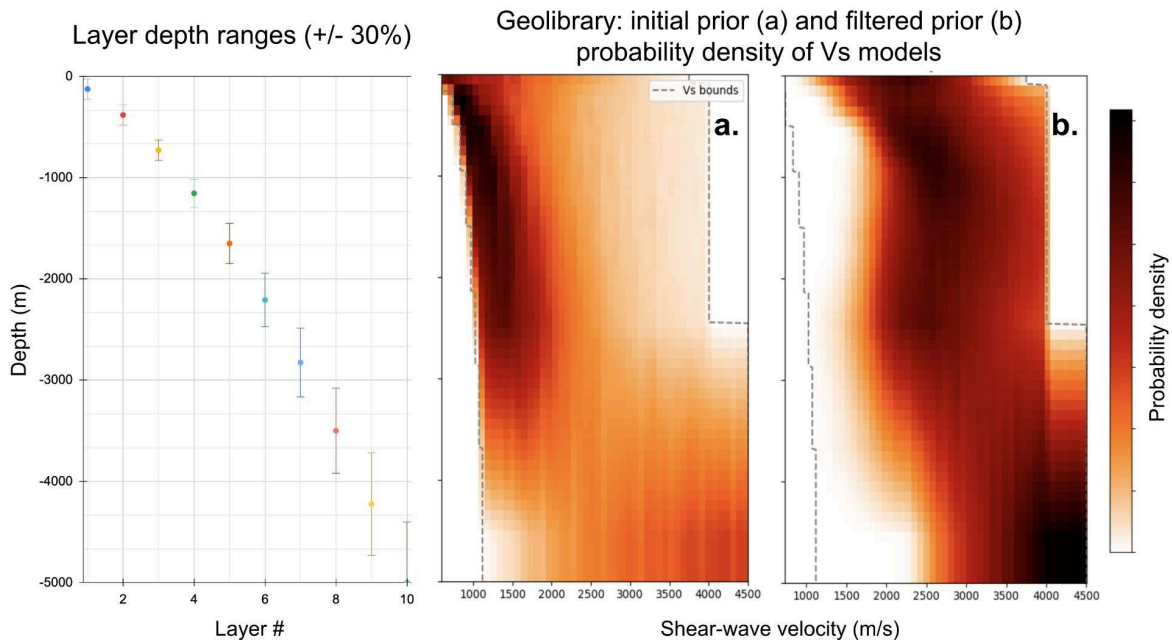 Layer depth ranges (+/- 30%)
Geolibrary: initial prior (a) and filtered prior (b)
probability density of Vs models
0
-1000
-2000
-3000
-4000
-5000
Depth (m)
2
4
6
8
10
Layer #
Vs bounds
a.
1000
1500
2000
2500
3000
3500
4000
4500
b.
1000
1500
2000
2500
3000
3500
4000
4500
Shear-wave velocity (m/s)
Probability density